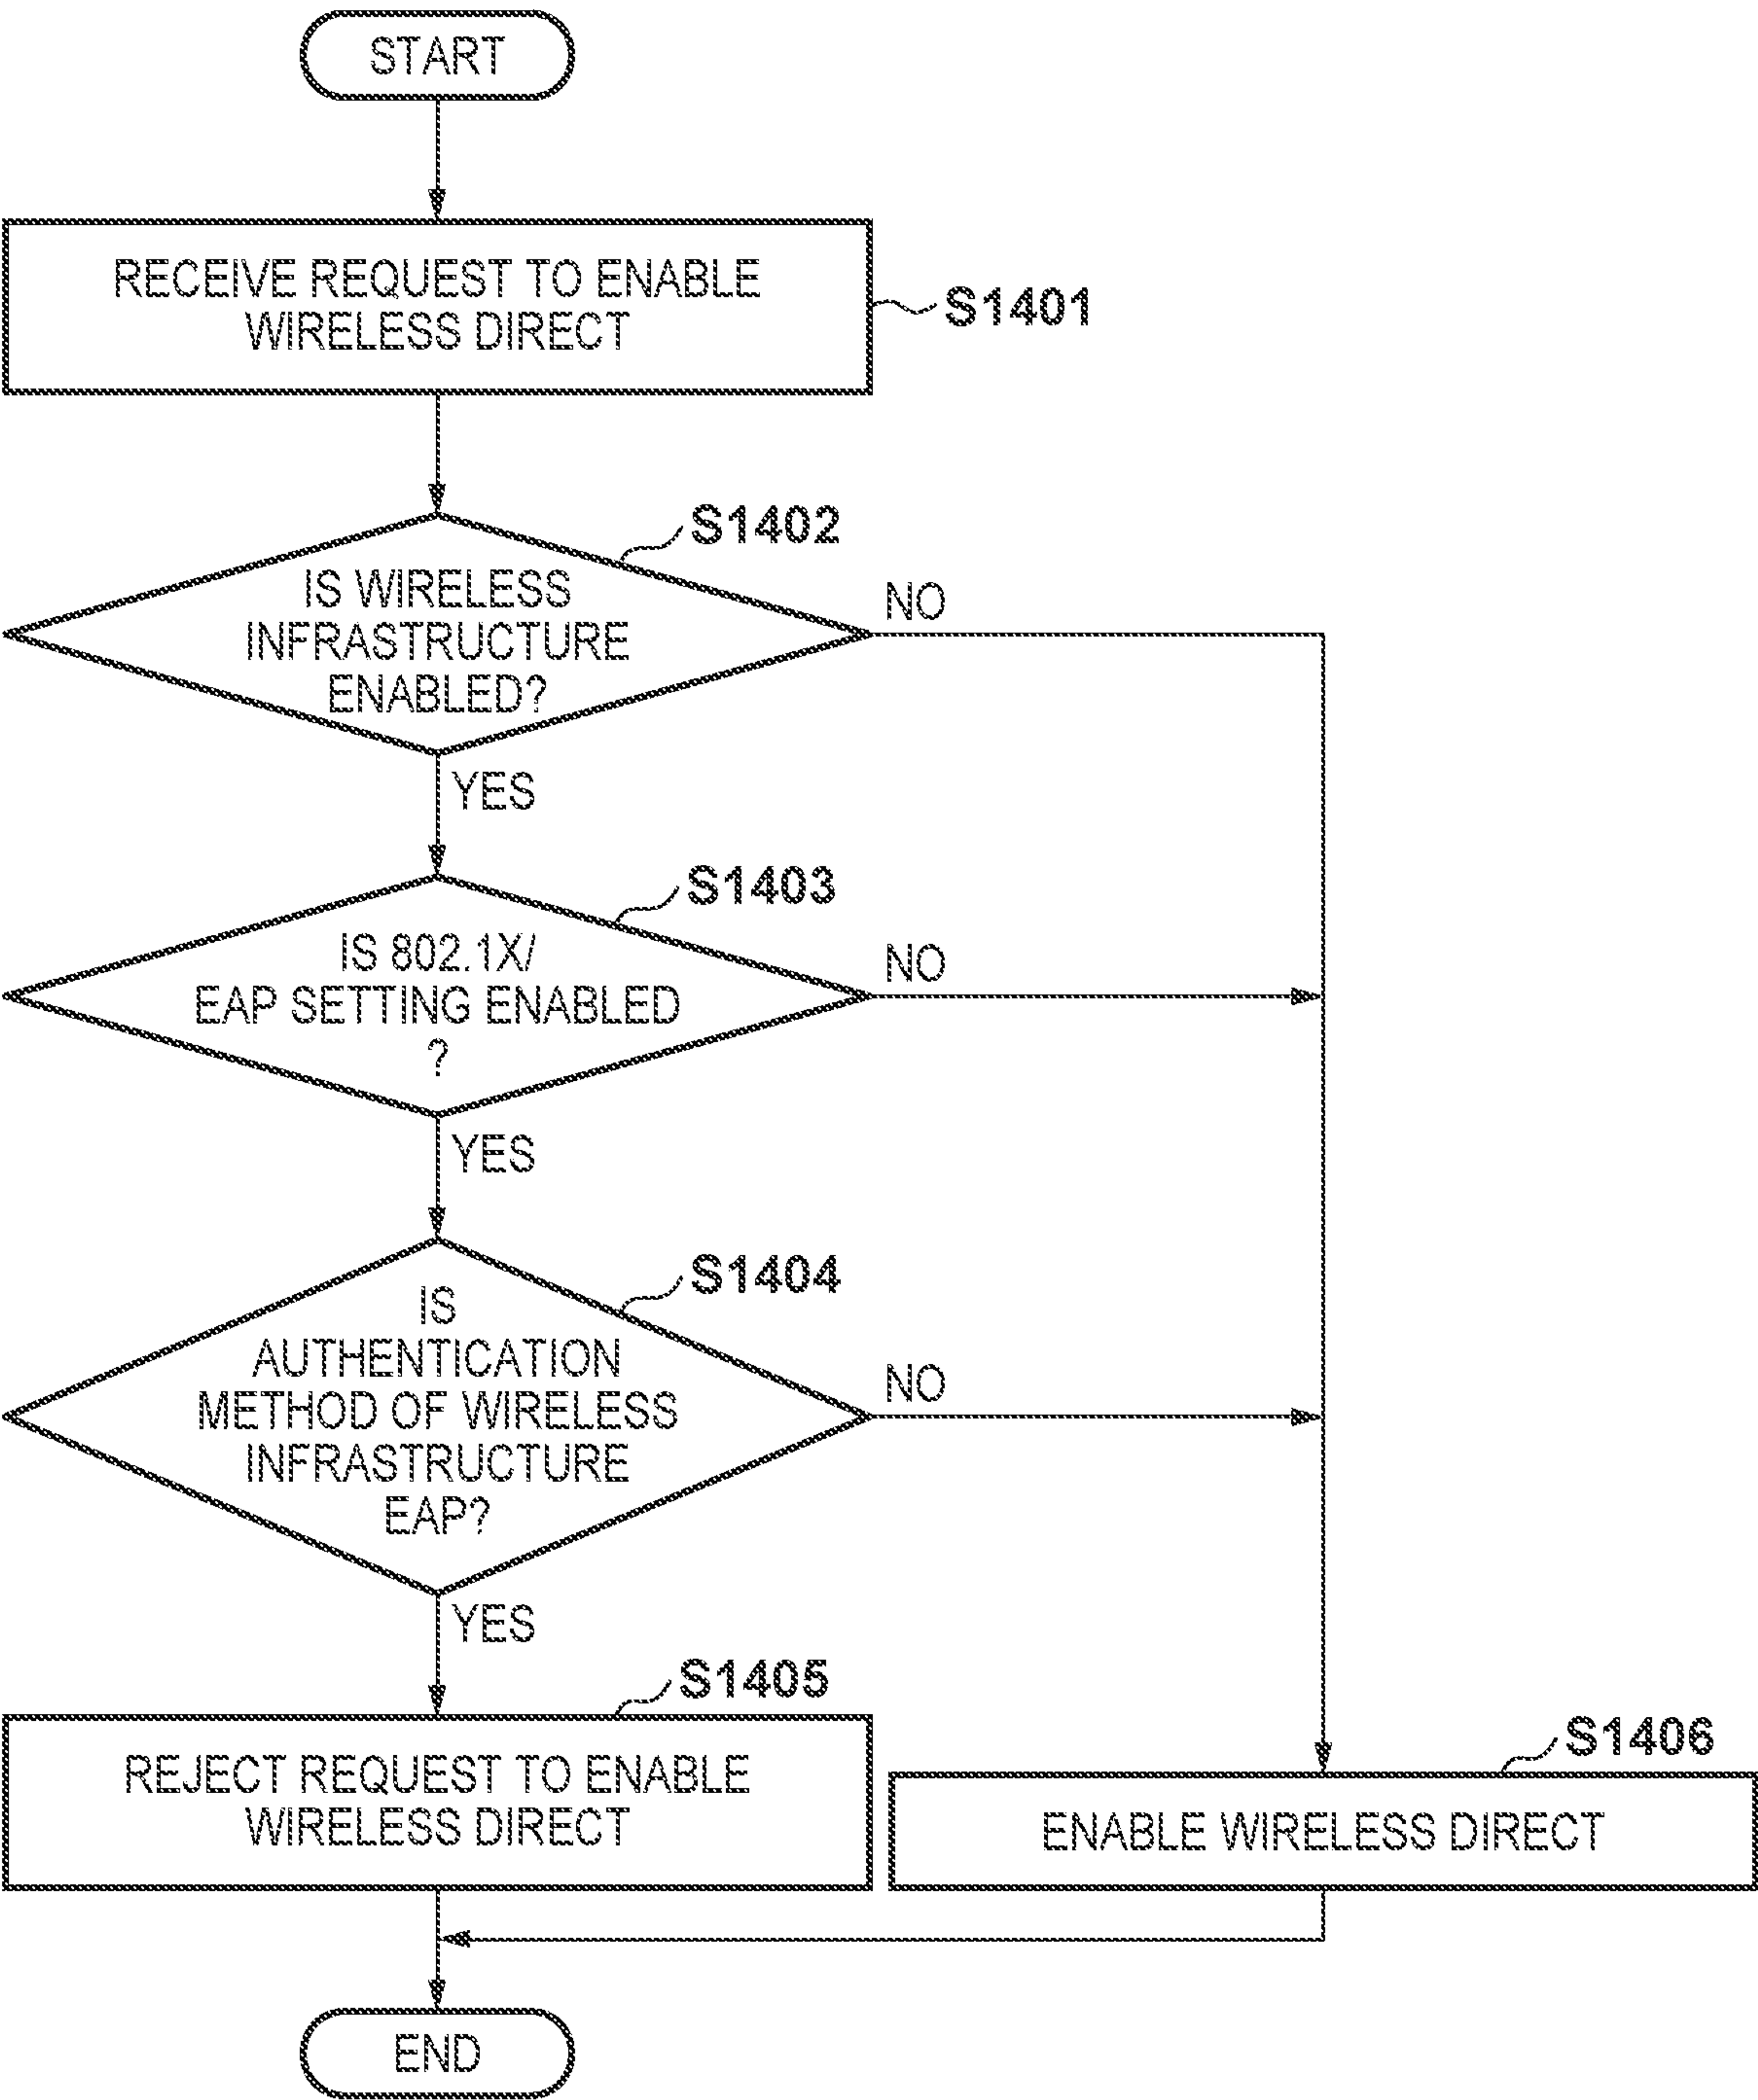 START
RECEIVE REQUEST TO ENABLE
WIRELESS DIRECT
S1401
S1402
IS WIRELESS
INFRASTRUCTURE
ENABLED?
NO
YES
S1403
IS 802.1X/
EAP SETTING ENABLED
?
NO
YES
S1404
IS
AUTHENTICATION
METHOD OF WIRELESS
INFRASTRUCTURE
EAP?
NO
YES
S1405
REJECT REQUEST TO ENABLE
WIRELESS DIRECT
S1406
ENABLE WIRELESS DIRECT
END